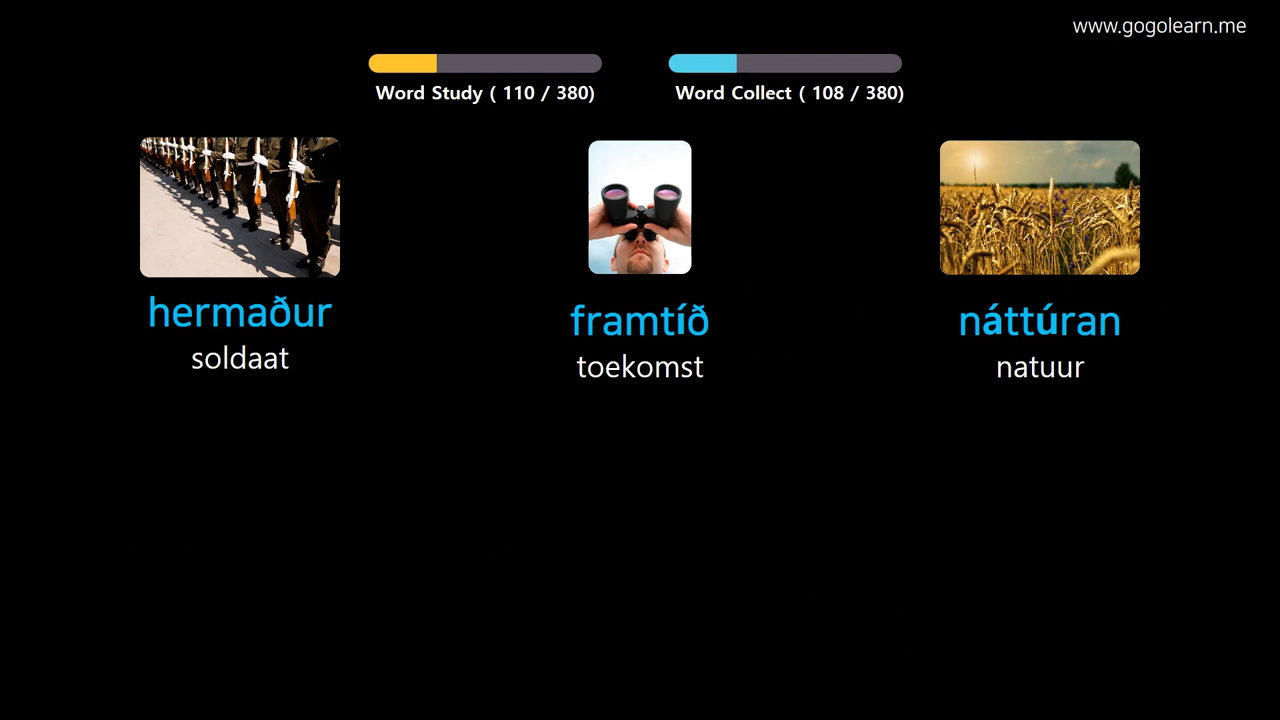 www.gogolearn.me
Word Study ( 110 / 380)
Word Collect ( 108 / 380)
hermaður
soldaat
framtíð
toekomst
náttúran
natuur